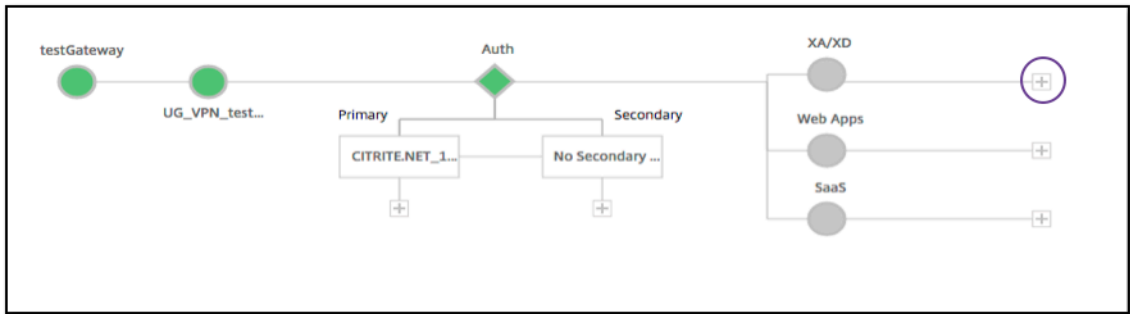 testGateway
UG_VPN_test...
Auth
Primary
Secondary
CITRITE.NET_1...
No Secondary ...
XA/XD
Web Apps
SaaS